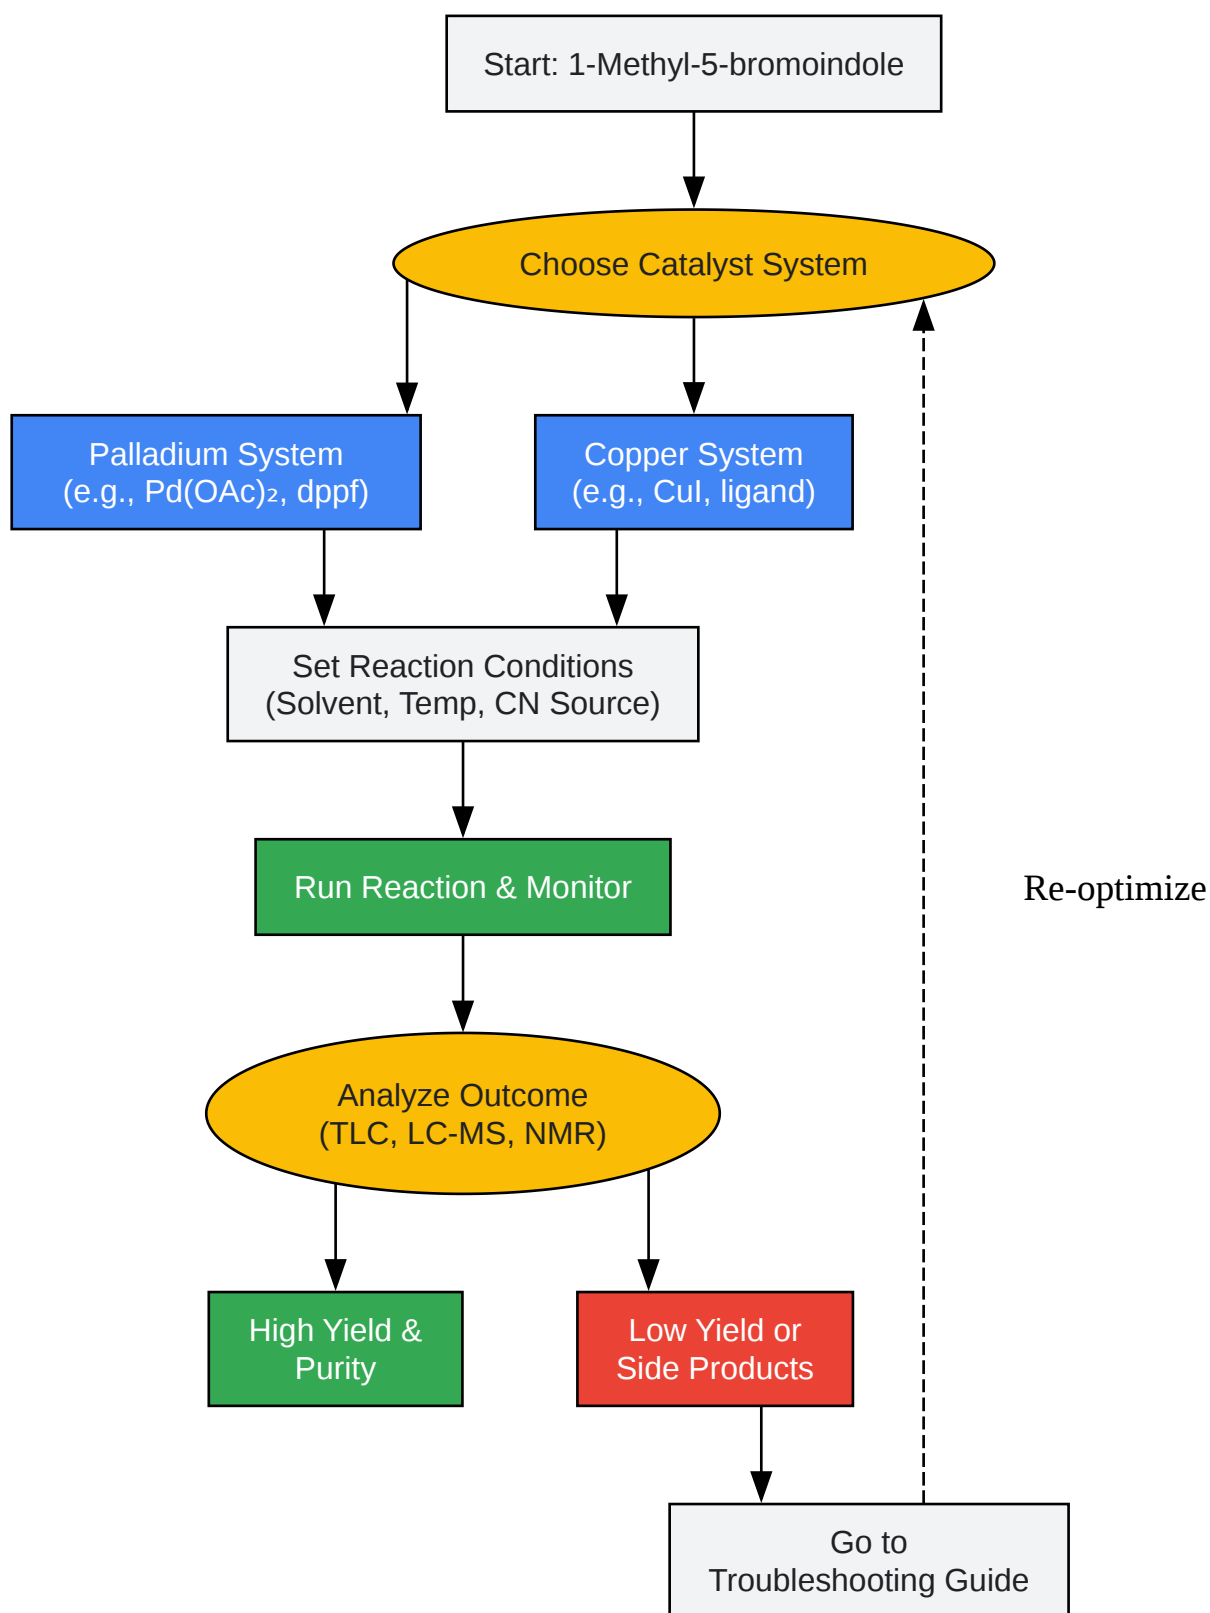 Start: 1-Methyl-5-bromoindole
Choose Catalyst System
Palladium System
(e.g., Pd(OAc)₂, dppf)
Copper System
(e.g., CuI, ligand)
Set Reaction Conditions
(Solvent, Temp, CN Source)
Run Reaction & Monitor
Re-optimize
Analyze Outcome
(TLC, LC-MS, NMR)
High Yield &
Purity
Low Yield or
Side Products
Go to
Troubleshooting Guide